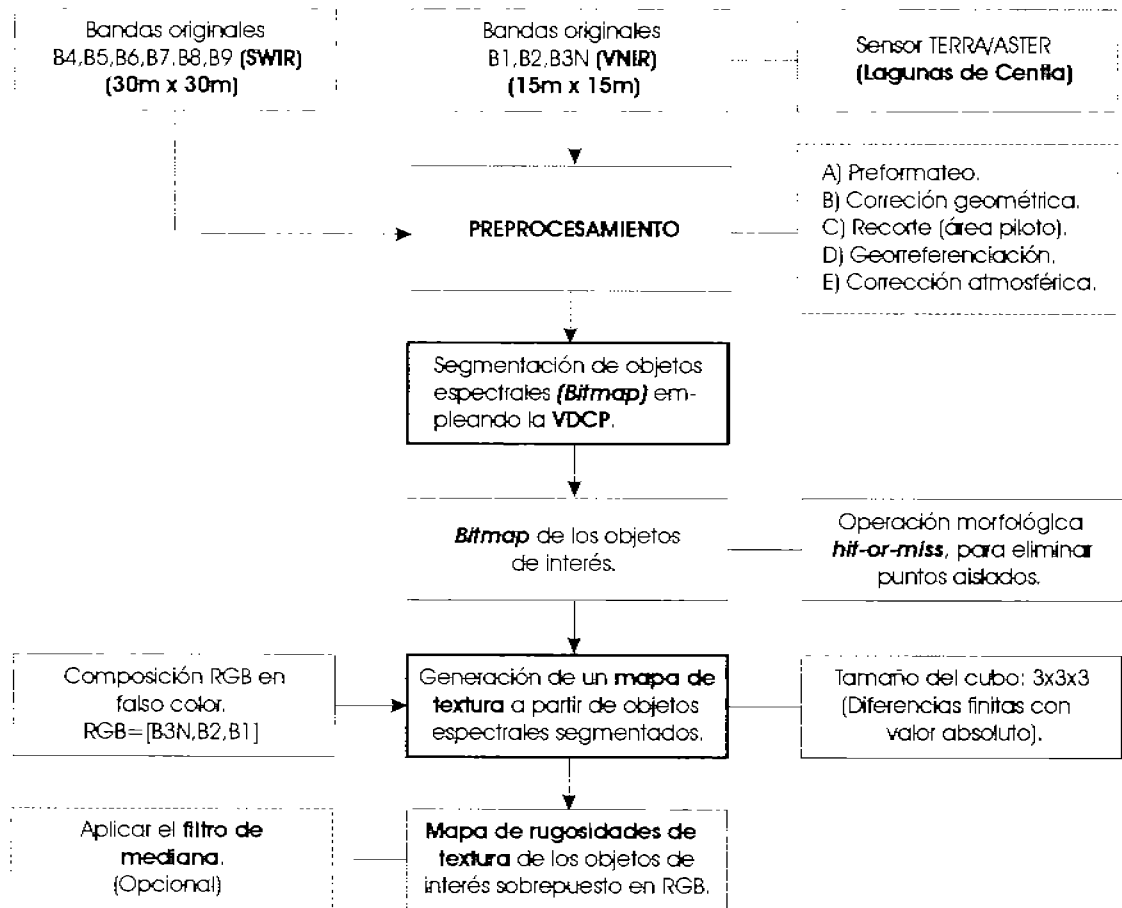 Bandas originales
B4,B5,B6,B7,B8,B9 (SWIR)
(30m x 30m)
Bandas originales
B1,B2,B3N (VNIR)
(15m x 15m)
Sensor TERRA/ASTER
(Lagunas de Centla)
PREPROCESAMIENTO
A) Preformateo.
B) Correción geométrica.
C) Recorte (área piloto).
D) Georreferenciación.
E) Corrección atmosférica.
Segmentación de objetos
espectrales (Bitmap) em-
pleando la VDCP.
Bitmap de los objetos
de interés.
Operación morfológica
hit-or-miss, para eliminar
puntos aislados.
Composición RGB en
falso color.
RGB=[B3N,B2,B1]
Generación de un mapa de
textura a partir de objetos
espectrales segmentados.
Tamaño del cubo: 3x3x3
(Diferencias finitas con
valor absoluto).
Aplicar el filtro de
mediana.
(Opcional)
Mapa de rugosidades de
textura de los objetos de
interés sobrepuesto en RGB.